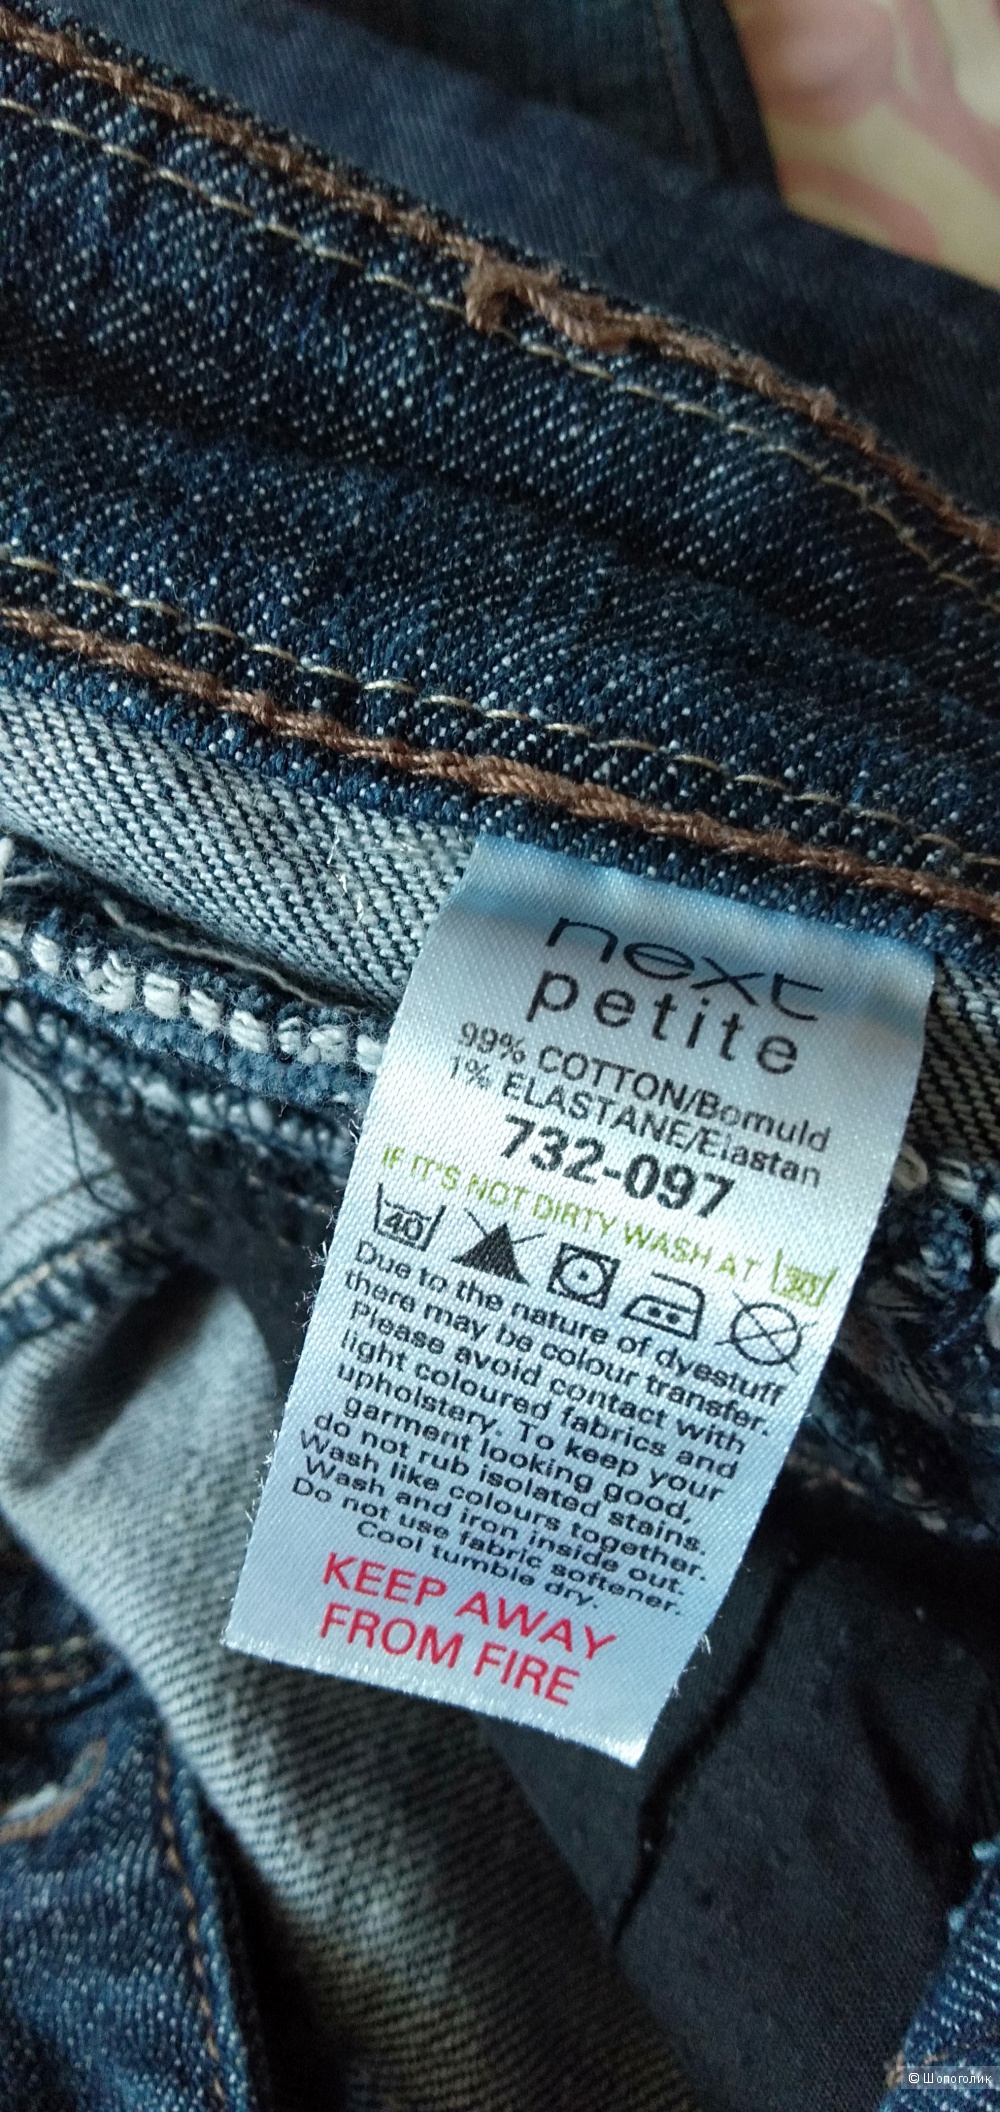 next
petite
99% COTTON/Bomuld
1% ELASTANE/Elastan
732-097
IF IT'S NOT DIRTY WASH AT 30
40
Due to the nature of dyestuff
there may be colour transfer.
Please avoid contact with
light coloured fabrics and
upholstery. To keep your
garment looking good,
do not rub isolated stains.
Wash like colours together.
Wash and iron inside out.
Do not use fabric softener.
Cool tumble dry.
KEEP AWAY
FROM FIRE
© Шопоголик